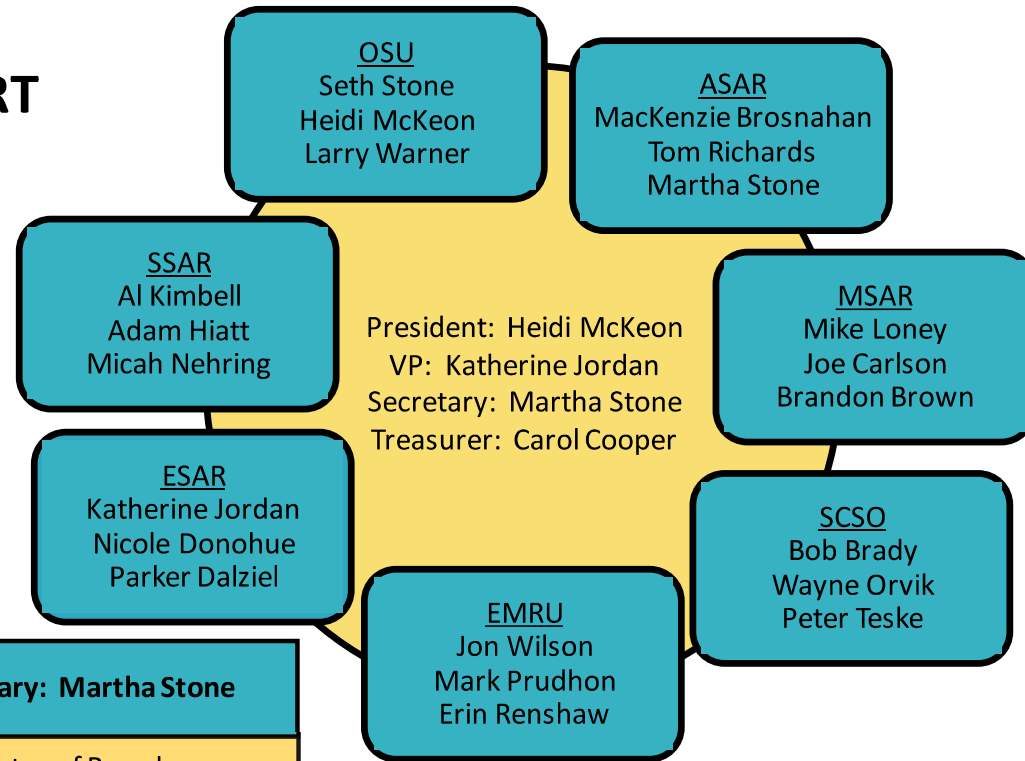 OSU
Seth Stone
Heidi McKeon
Larry Warner
RT
ASAR
MacKenzie Brosnahan
Tom Richards
Martha Stone
SSAR
Al Kimbell
Adam Hiatt
Micah Nehring
MSAR
Mike Loney
Joe Carlson
Brandon Brown
President: Heidi McKeon
VP: Katherine Jordan
Secretary: Martha Stone
Treasurer: Carol Cooper
ESAR
Katherine Jordan
Nicole Donohue
Parker Dalziel
SCSO
Bob Brady
Wayne Orvik
Peter Teske
EMRU
Jon Wilson
Mark Prudhon
Erin Renshaw
ary: Martha Stone